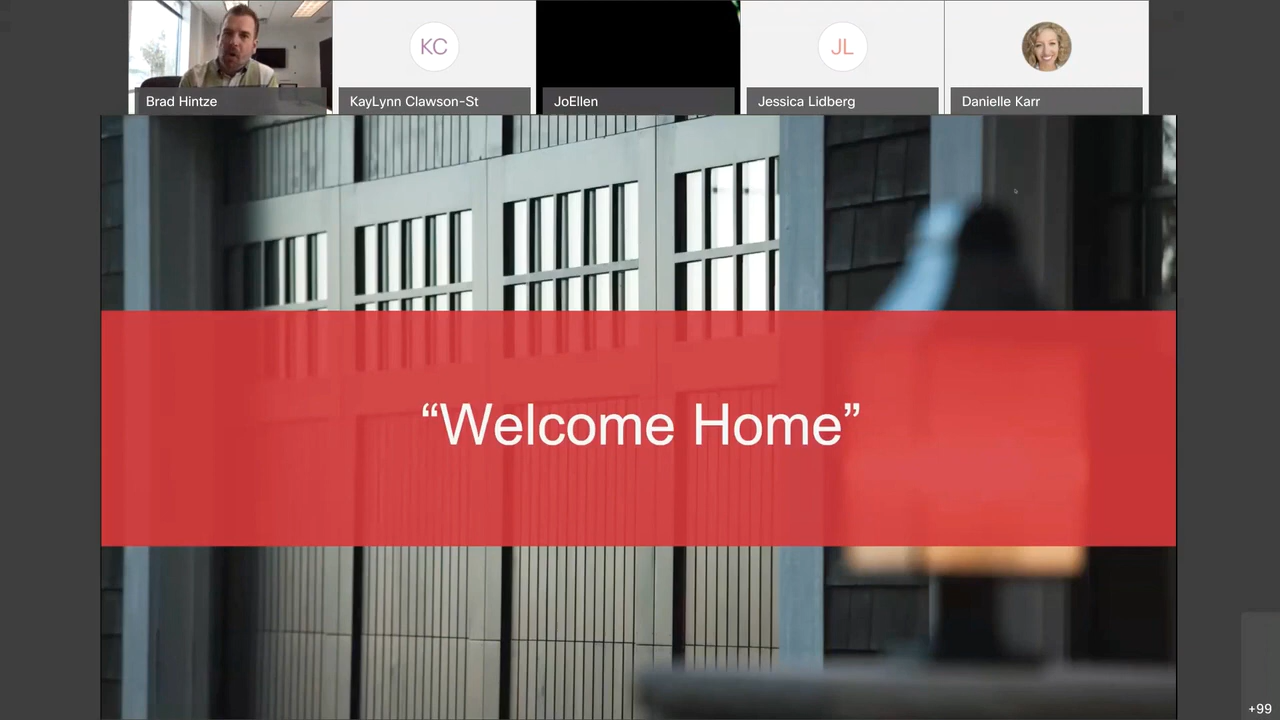 Brad Hintze
KC
KayLynn Clawson-St
JoEllen
JL
Jessica Lidberg
Danielle Karr
“Welcome Home”
+99